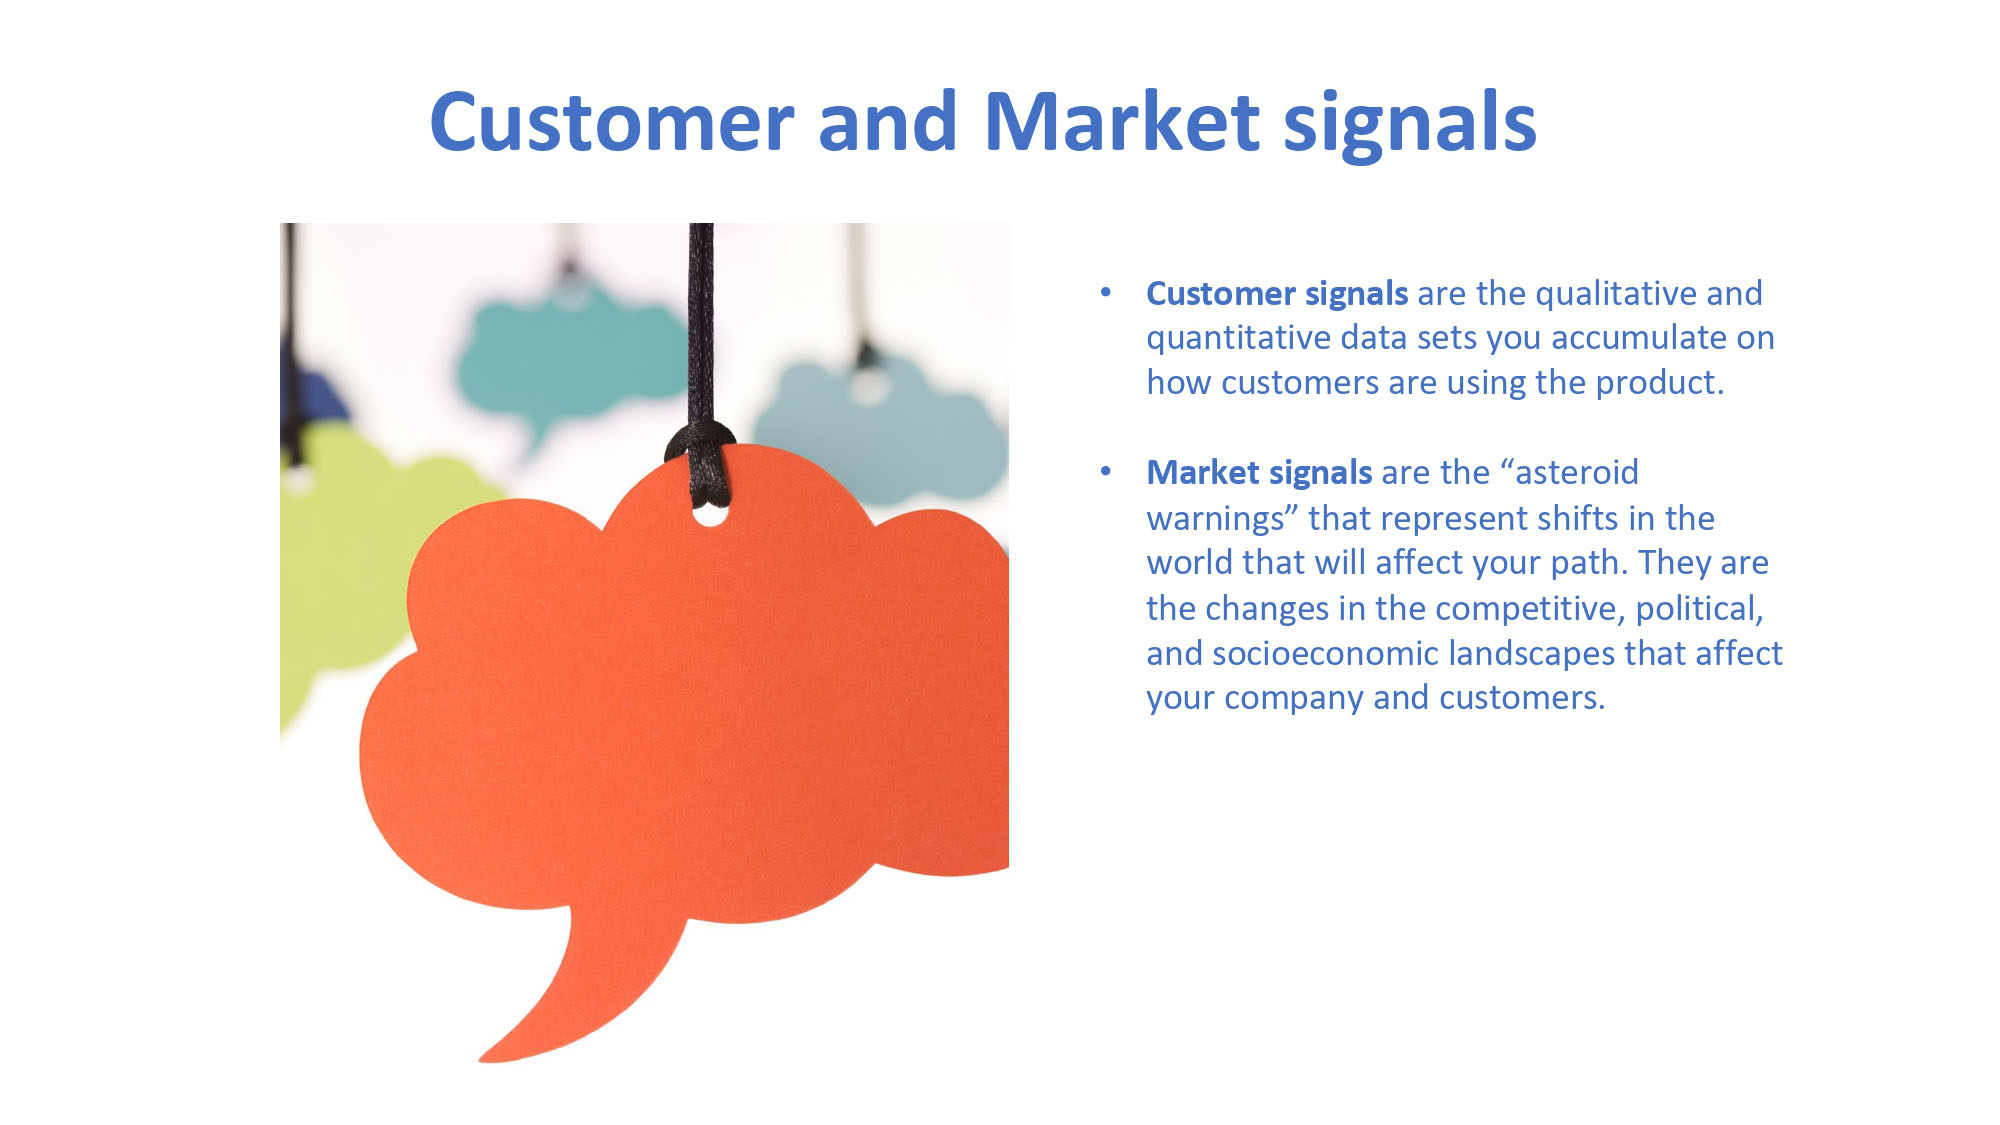 Customer and Market signals
• Customer signals are the qualitative and
quantitative data sets you accumulate on
how customers are using the product.
• Market signals are the “asteroid
warnings” that represent shifts in the
world that will affect your path. They are
the changes in the competitive, political,
and socioeconomic landscapes that affect
your company and customers.